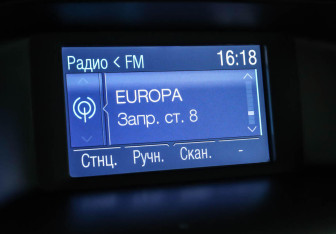 Радио < FM 16:18
EUROPA
Запр. ст. 8
Стнц. Ручн. Скан. -